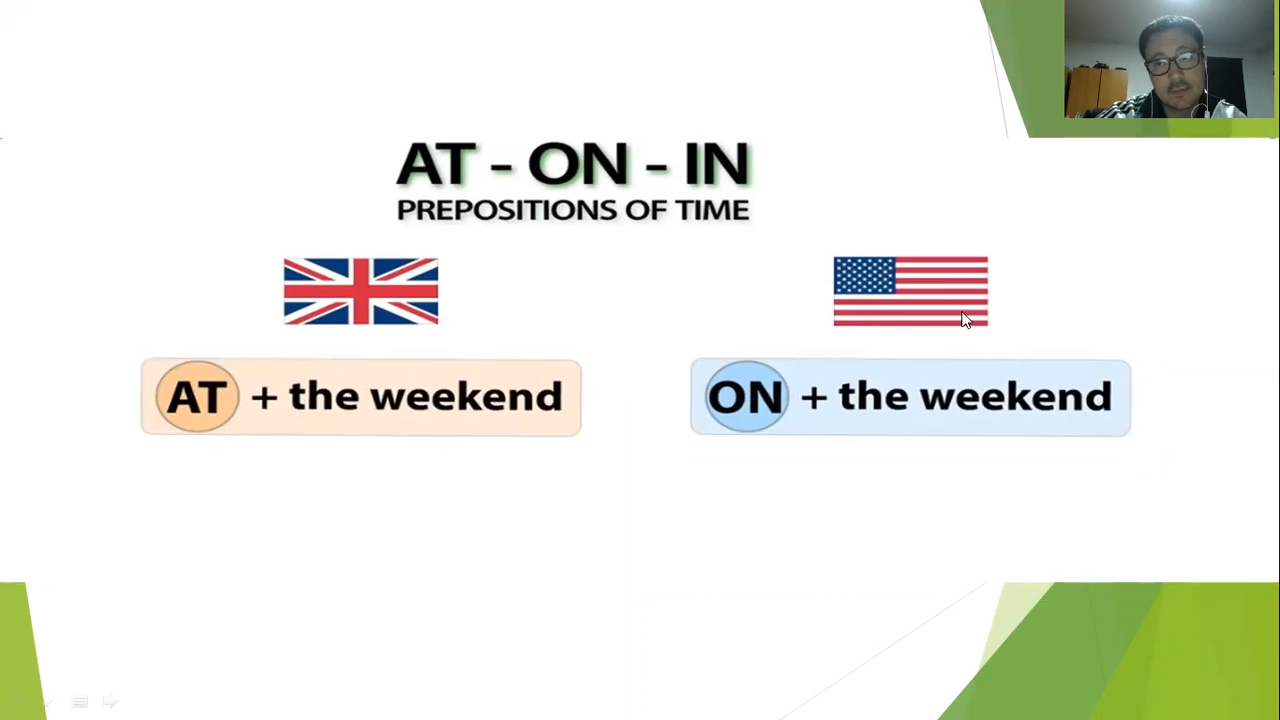 AT - ON - IN
PREPOSITIONS OF TIME
AT + the weekend
ON + the weekend